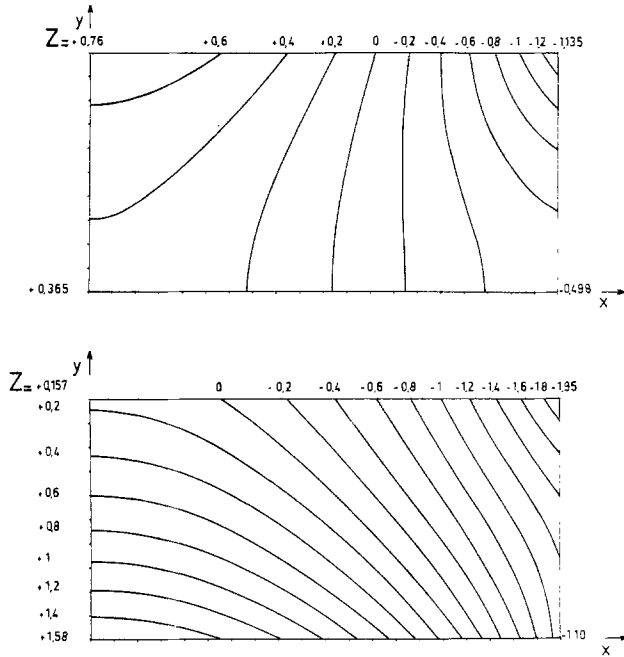 y
Z= +0,76 +0,6 +0,4 +0,2 0 -0,2 -0,4 -0,6 -0,8 -1 -1,2 -1,135
+0,365 -0,498
x
y
Z= +0,157 0 -0,2 -0,4 -0,6 -0,8 -1 -1,2 -1,4 -1,6 -1,8 -1,95
+0,2
+0,4
+0,6
+0,8
+1
+1,2
+1,4
+1,58 -1,10
x